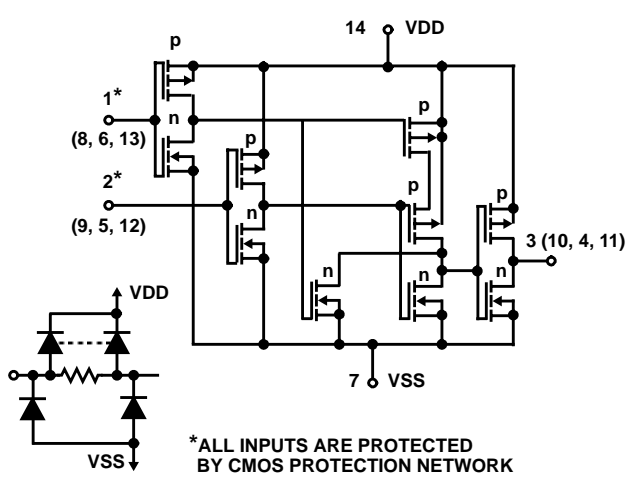 14 VDD
p
1*
n
(8, 6, 13)
p
p
2*
p
n
(9, 5, 12)
p
3 (10, 4, 11)
n
n
n
VDD
7 VSS
VSS
*ALL INPUTS ARE PROTECTED
BY CMOS PROTECTION NETWORK